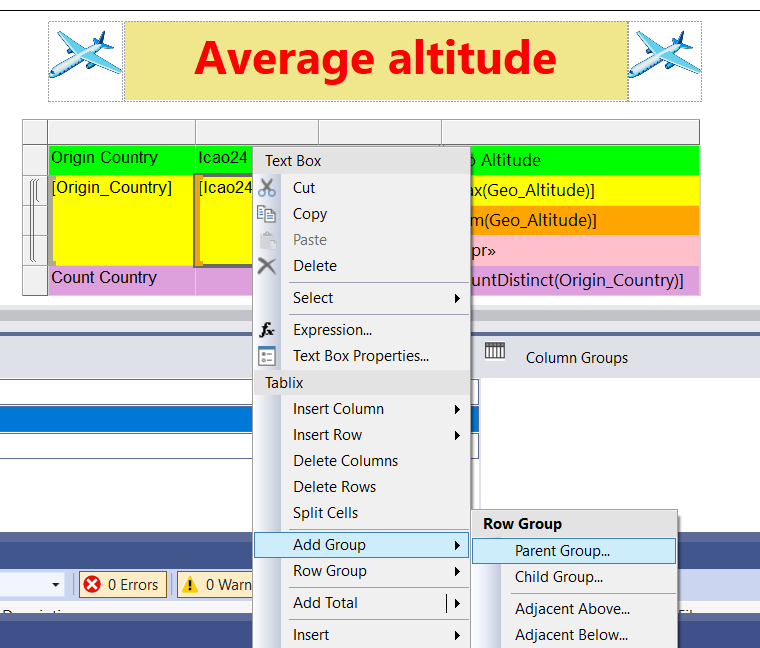 Average altitude
Origin Country Icao24 Altitude
[Origin_Country] [Icao24 (Geo_Altitude)]
(Geo_Altitude)]
pr»
Count Country untDistinct(Origin_Country)]
Text Box
Cut
Copy
Paste
Delete
Select
fx Expression...
Text Box Properties...
Tablix
Insert Column
Insert Row
Delete Columns
Delete Rows
Split Cells
Add Group
Row Group
Add Total
Insert
Column Groups
Row Group
Parent Group...
Child Group...
Adjacent Above...
Adjacent Below...
0 Errors
0 Warn